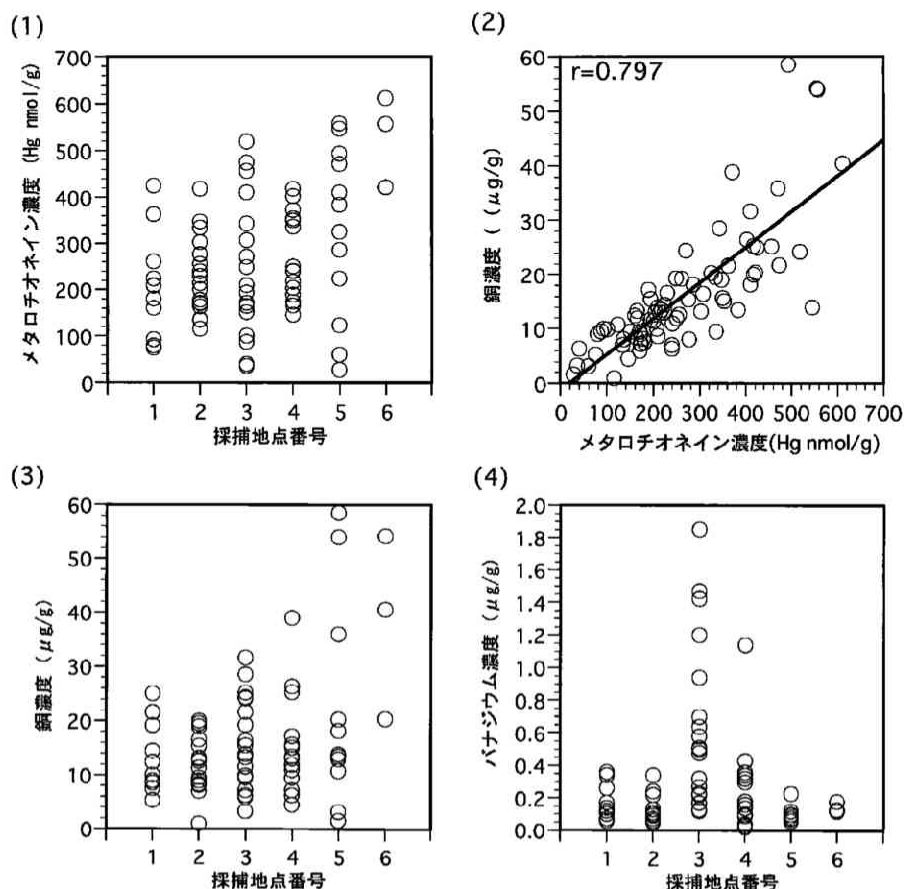 (1)
メタロチオネイン濃度 (Hg nmol/g)
700
600
500
400
300
200
100
0
1 2 3 4 5 6
採捕地点番号
(2)
r=0.797
銅濃度 ( (μg/g)
60
50
40
30
20
10
0
0 100 200 300 400 500 600 700
メタロチオネイン濃度(Hg nmol/g)
(3)
銅濃度 (μg/g)
60
50
40
30
20
10
0
1 2 3 4 5 6
採捕地点番号
(4)
バナジウム濃度 (μg/g)
2.0
1.8
1.6
1.4
1.2
1.0
0.8
0.6
0.4
0.2
0.0
1 2 3 4 5 6
採捕地点番号